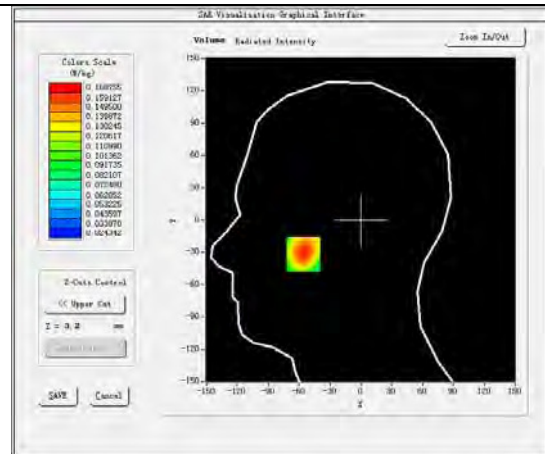 SAR Visualisation Graphical Interface
Volume Radiated Intensity
Zoom In/Out
Colors Scale
(W/kg)
0.168755
0.159127
0.149500
0.139872
0.130245
0.120617
0.110990
0.101362
0.091735
0.082107
0.072480
0.062852
0.053225
0.043597
0.033970
0.024342
150
120
90
60
30
0
-30
-60
-90
-120
-150
Y
-150 -120 -90 -60 -30 0 30 60 90 120 150
X
Z-Cuts Control
<< Upper Cut
Z = 3.2 mm
SAVE Cancel